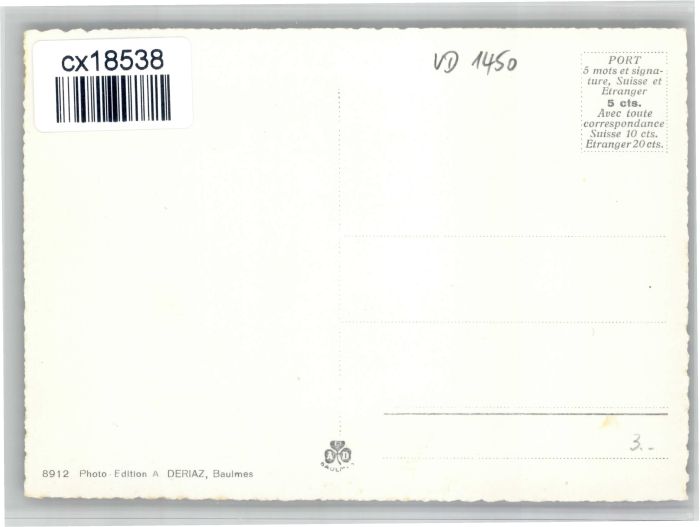 cx18538
VD 1450
PORT
5 mots et signa-
ture, Suisse et
Etranger
5 cts.
Avec toute
correspondance
Suisse 10 cts.
Etranger 20 cts.
3.-
A D
BAULMES
8912 Photo-Edition A. DERIAZ, Baulmes